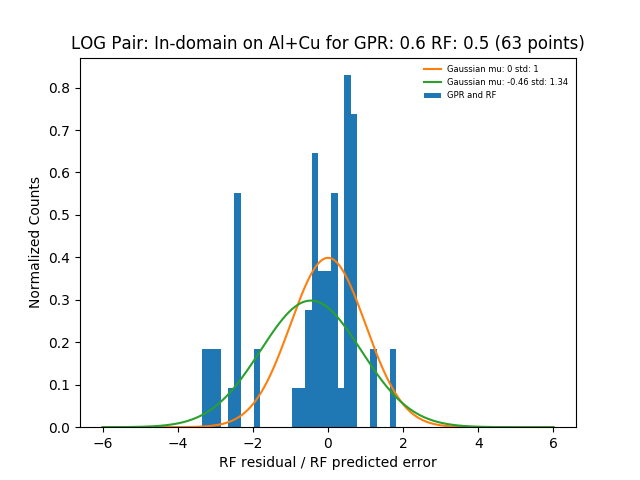 LOG Pair: In-domain on Al+Cu for GPR: 0.6 RF: 0.5 (63 points)
Gaussian mu: 0 std: 1
Gaussian mu: -0.46 std: 1.34
GPR and RF
0.8
0.7
0.6
0.5
0.4
0.3
0.2
0.1
0.0
Normalized Counts
−6 −4 −2 0 2 4 6
RF residual / RF predicted error